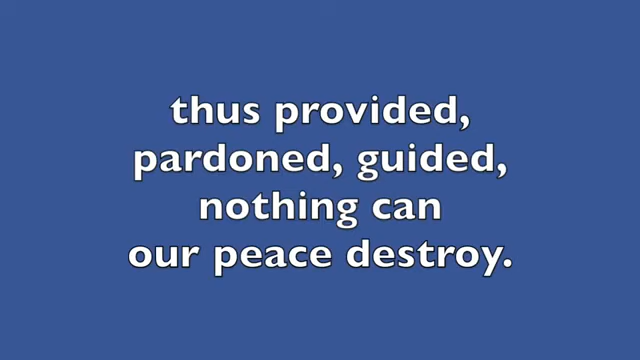 thus provided,
pardoned, guided,
nothing can
our peace destroy.